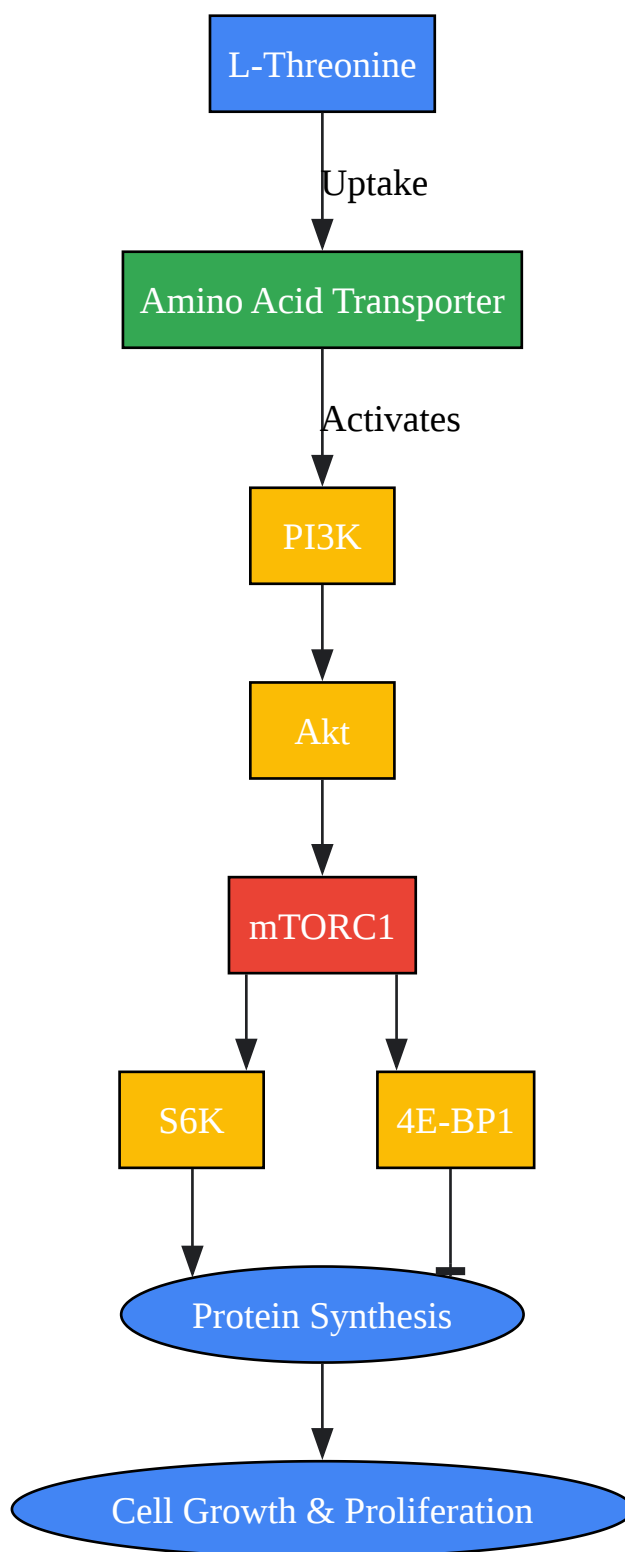 L-Threonine
Uptake
Amino Acid Transporter
Activates
PI3K
Akt
mTORC1
S6K
4E-BP1
Protein Synthesis
Cell Growth & Proliferation